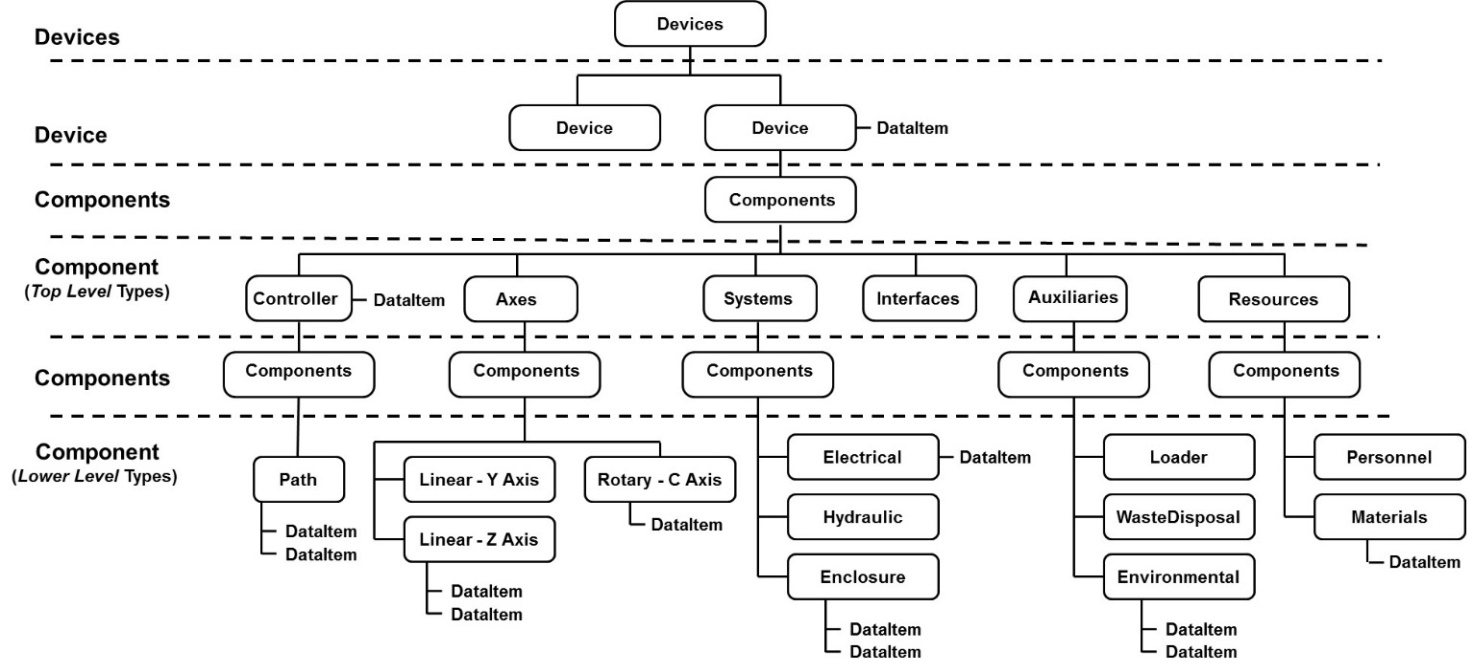 Devices
Devices
Device
Device
Device
DataItem
Components
Components
Component
(Top Level Types)
Controller
DataItem
Axes
Systems
Interfaces
Auxiliaries
Resources
Components
Components
Components
Components
Components
Components
Component
(Lower Level Types)
Path
DataItem
DataItem
Linear - Y Axis
Linear - Z Axis
DataItem
DataItem
Rotary - C Axis
DataItem
Electrical
DataItem
Hydraulic
Enclosure
DataItem
DataItem
Loader
WasteDisposal
Environmental
DataItem
DataItem
Personnel
Materials
DataItem